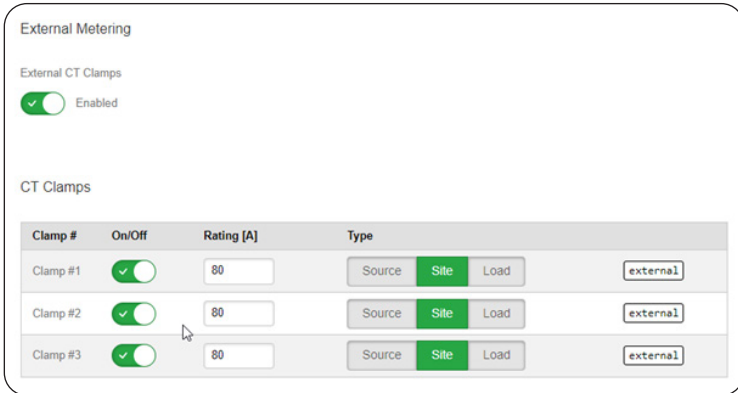 External Metering
External CT Clamps
Enabled
CT Clamps
Clamp # On/Off Rating [A] Type
Clamp #1 80 Source Site Load external
Clamp #2 80 Source Site Load external
Clamp #3 80 Source Site Load external